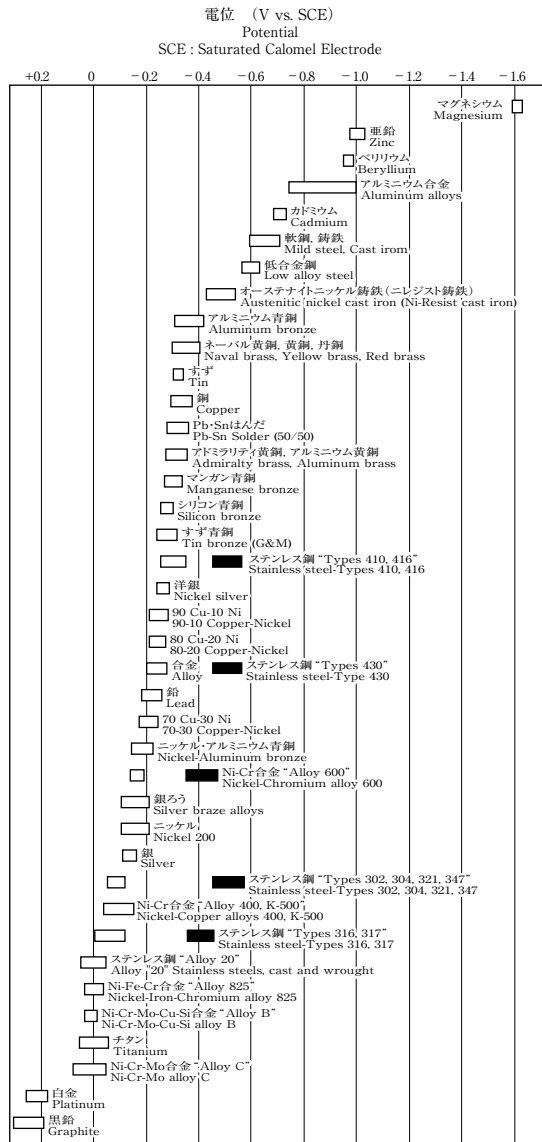 電位　（V vs. SCE）
Potential
SCE : Saturated Calomel Electrode
+0.2 0 −0.2 −0.4 −0.6 −0.8 −1.0 −1.2 −1.4 −1.6
マグネシウム
Magnesium
亜鉛
Zinc
ベリリウム
Beryllium
アルミニウム合金
Aluminum alloys
カドミウム
Cadmium
軟鋼, 鋳鉄
Mild steel, Cast irom
低合金鋼
Low alloy steel
オーステナイトニッケル鋳鉄（ニレジスト鋳鉄）
Austenitic nickel cast iron (Ni-Resist cast iron)
アルミニウム青銅
Aluminum bronze
ネーバル黄銅, 黄銅, 丹銅
Naval brass, Yellow brass, Red brass
すず
Tin
銅
Copper
Pb･Snはんだ
Pb-Sn Solder (50/50)
アドミラリティ黄銅, アルミニウム黄銅
Admiralty brass, Aluminum brass
マンガン青銅
Manganese bronze
シリコン青銅
Silicon bronze
すず青銅
Tin bronze (G&M)
ステンレス鋼 “Types 410, 416”
Stainless steel-Types 410, 416
洋銀
Nickel silver
90 Cu-10 Ni
90-10 Copper-Nickel
80 Cu-20 Ni
80-20 Copper-Nickel
合金
Alloy
ステンレス鋼 “Types 430”
Stainless steel-Type 430
鉛
Lead
70 Cu-30 Ni
70-30 Copper-Nickel
ニッケル・アルミニウム青銅
Nickel-Aluminum bronze
Ni-Cr合金 “Alloy 600”
Nickel-Chromium alloy 600
銀ろう
Silver braze alloys
ニッケル
Nickel 200
銀
Silver
ステンレス鋼 “Types 302, 304, 321, 347”
Stainless steel-Types 302, 304, 321, 347
Ni-Cr合金 “Alloy 400, K-500”
Nickel-Copper alloys 400, K-500
ステンレス鋼 “Types 316, 317”
Stainless steel-Types 316, 317
ステンレス鋼 “Alloy 20”
Alloy "20" Stainless steels, cast and wrought
Ni-Fe-Cr合金 “Alloy 825”
Nickel-Iron-Chromium alloy 825
Ni-Cr-Mo-Cu-Si合金 “Alloy B”
Ni-Cr-Mo-Cu-Si alloy B
チタン
Titanium
Ni-Cr-Mo合金 “Alloy C”
Ni-Cr-Mo alloy C
白金
Platinum
黒鉛
Graphite